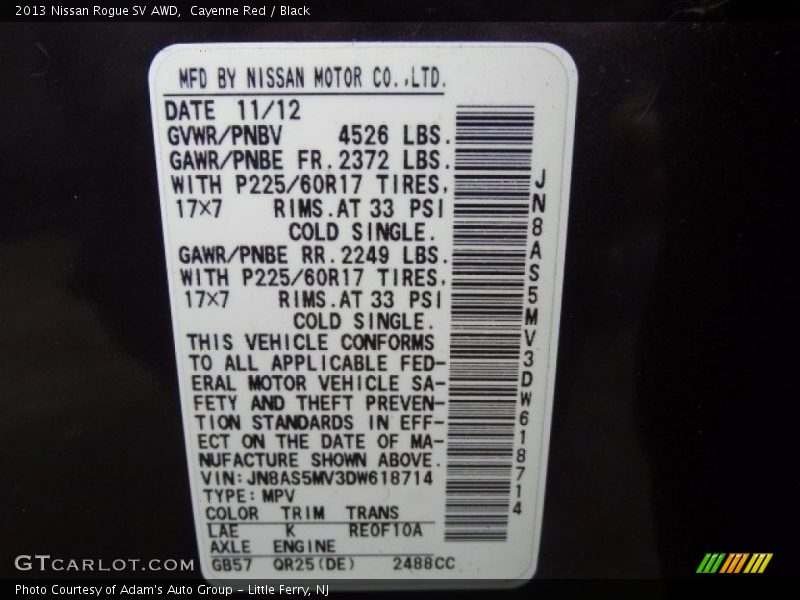 2013 Nissan Rogue SV AWD,  Cayenne Red / Black
MFD BY NISSAN MOTOR CO.,LTD.
DATE 11/12
GVWR/PNBV 4526 LBS.
GAWR/PNBE FR.2372 LBS.
WITH P225/60R17 TIRES,
17X7 RIMS.AT 33 PSI
COLD SINGLE.
GAWR/PNBE RR.2249 LBS.
WITH P225/60R17 TIRES,
17X7 RIMS.AT 33 PSI
COLD SINGLE.
THIS VEHICLE CONFORMS
TO ALL APPLICABLE FED-
ERAL MOTOR VEHICLE SA-
FETY AND THEFT PREVEN-
TION STANDARDS IN EFF-
ECT ON THE DATE OF MA-
NUFACTURE SHOWN ABOVE.
VIN:JN8AS5MV3DW618714
TYPE:MPV
COLOR TRIM TRANS
LAE K RE0F10A
AXLE ENGINE
GB57 QR25(DE) 2488CC
JN8AS5MV3DW618714
GTCARLOT.COM
Photo Courtesy of Adam's Auto Group - Little Ferry, NJ